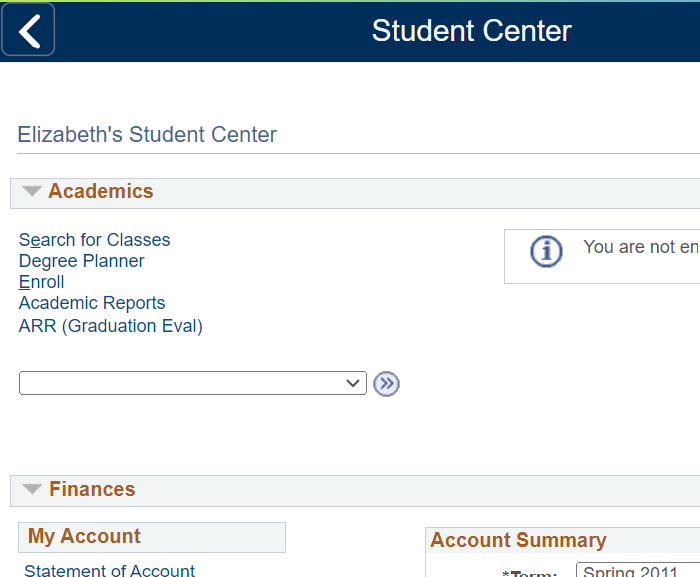 Student Center
Elizabeth's Student Center
Academics
Search for Classes
Degree Planner
Enroll
Academic Reports
ARR (Graduation Eval)
You are not en
Finances
My Account
Account Summary
Statement of Account
*Term:
Spring 2011